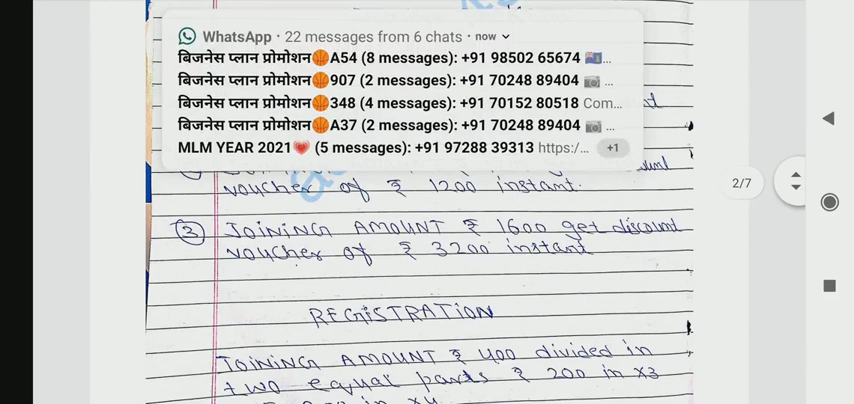 WhatsApp · 22 messages from 6 chats · now
बिजनेस प्लान प्रोमोशन🏀A54 (8 messages): +91 98502 65674 ...
बिजनेस प्लान प्रोमोशन🏀907 (2 messages): +91 70248 89404 📷 ...
बिजनेस प्लान प्रोमोशन🏀348 (4 messages): +91 70152 80518 Com...
बिजनेस प्लान प्रोमोशन🏀A37 (2 messages): +91 70248 89404 📷 ...
MLM YEAR 2021💗 (5 messages): +91 97288 39313 https:/... +1
voucher of ₹ 1200 instant.
2/7
③ JOINING AMOUNT ₹ 1600 get discount
voucher of ₹ 3200 instant
REGISTRATION
JOINING AMOUNT ₹ 400 divided in
two equal parts ₹ 200 in X3
in X4